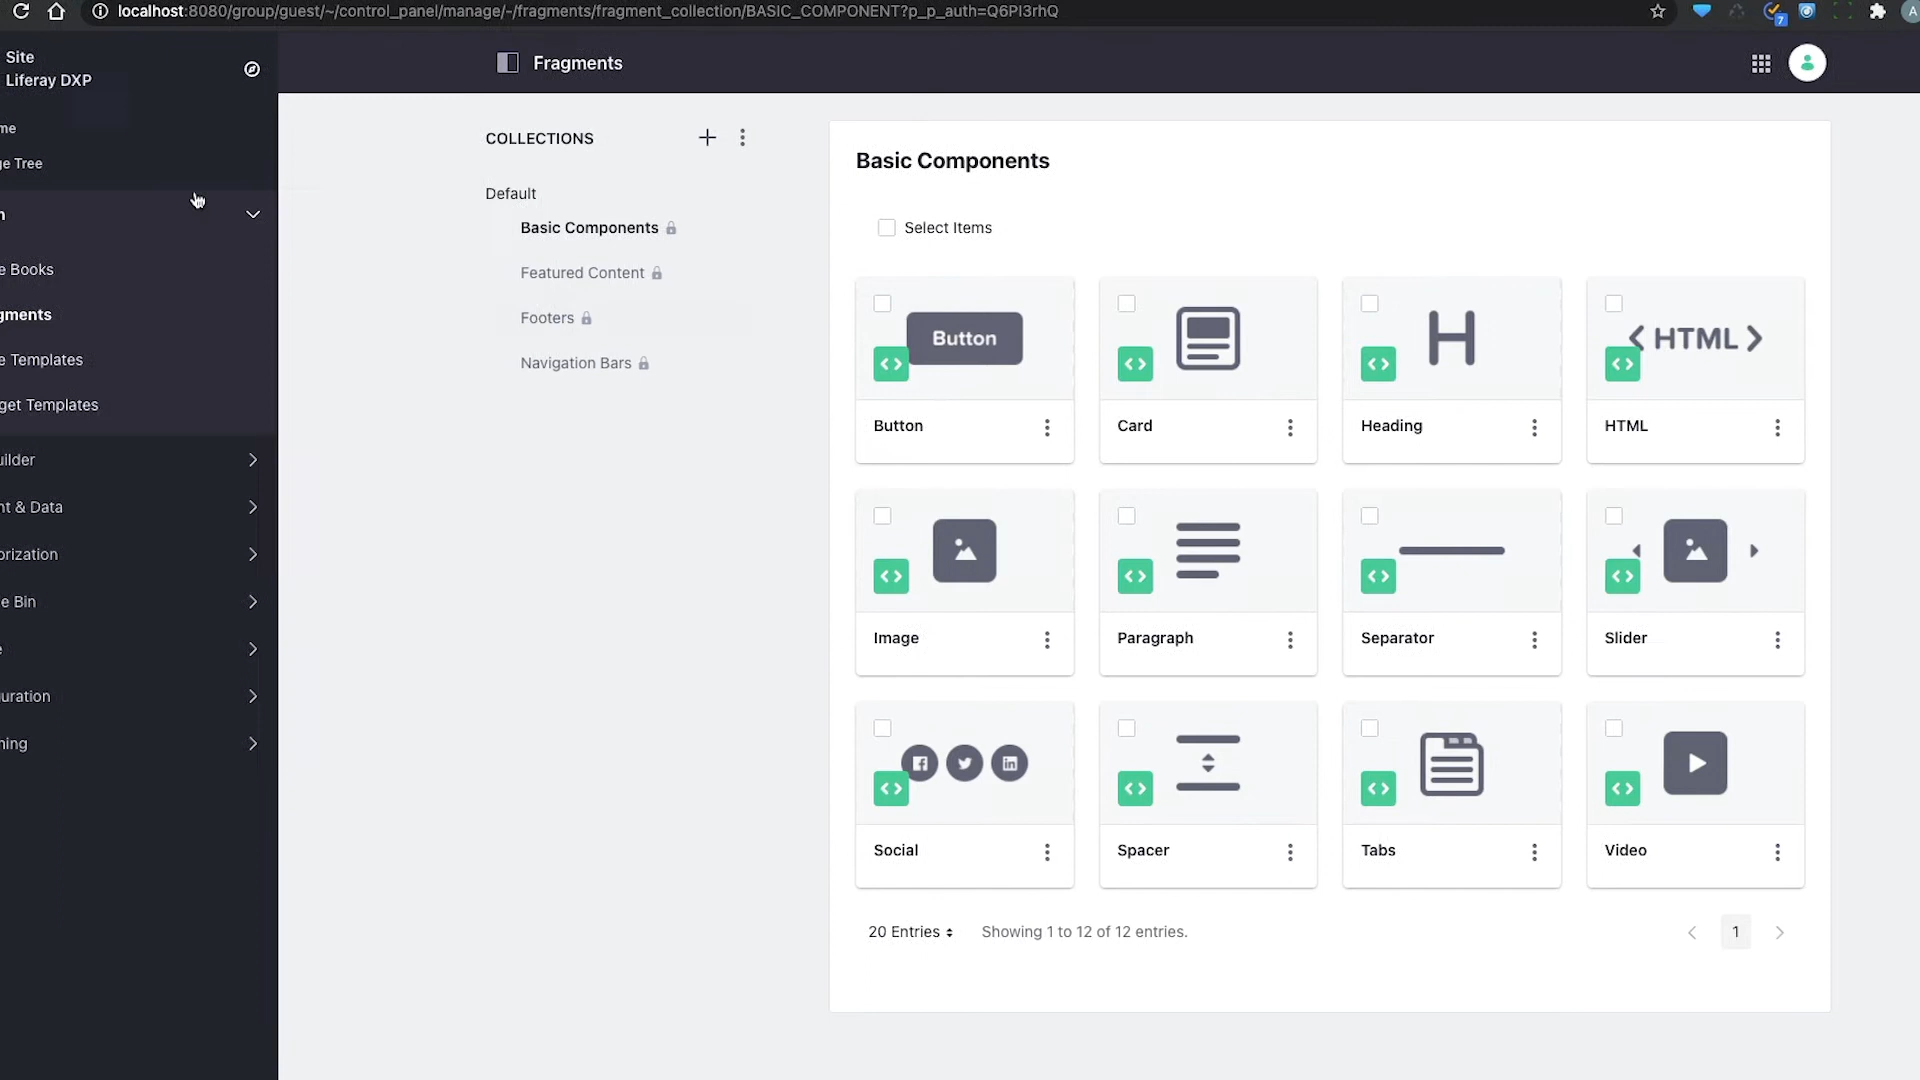 localhost:8080/group/guest/~/control_panel/manage/-/fragments/fragment_collection/BASIC_COMPONENT?p_p_auth=Q6PI3rhQ
7
A
Site
Liferay DXP
Fragments
me
ge Tree
n
e Books
gments
e Templates
get Templates
uilder
nt & Data
orization
e Bin
e
uration
hing
COLLECTIONS
Default
Basic Components
Featured Content
Footers
Navigation Bars
Basic Components
Select Items
Button
H
< HTML >
Button
Card
Heading
HTML
Image
Paragraph
Separator
Slider
Social
Spacer
Tabs
Video
20 Entries
Showing 1 to 12 of 12 entries.
1